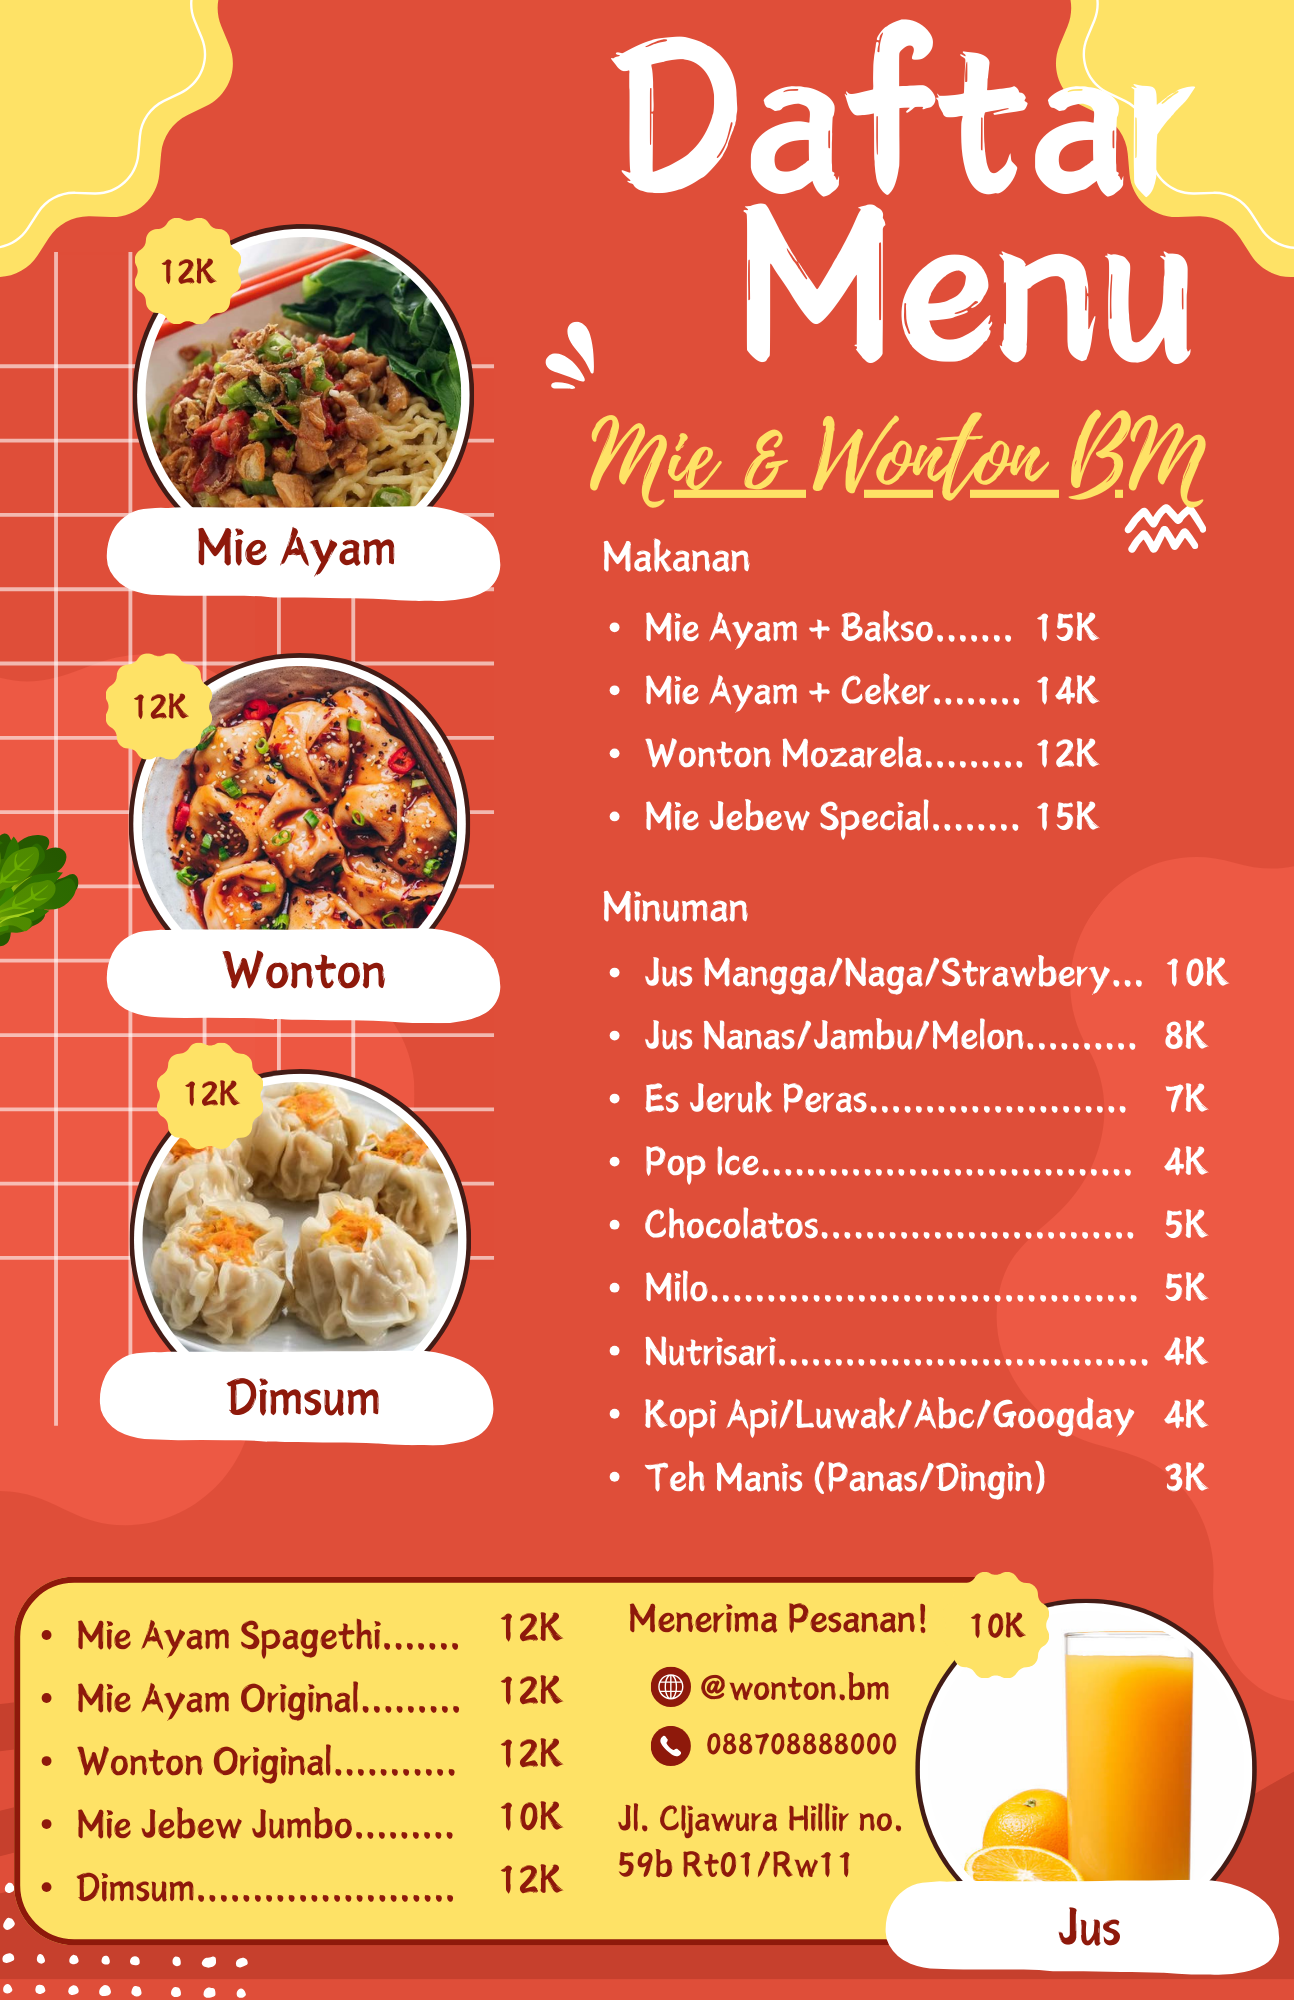 Daftar
Menu
Mie & Wonton BM
12K
Mie Ayam
12K
Wonton
12K
Dimsum
Makanan
• Mie Ayam + Bakso....... 15K
• Mie Ayam + Ceker........ 14K
• Wonton Mozarela......... 12K
• Mie Jebew Special........ 15K
Minuman
• Jus Mangga/Naga/Strawbery... 10K
• Jus Nanas/Jambu/Melon.......... 8K
• Es Jeruk Peras....................... 7K
• Pop Ice................................. 4K
• Chocolatos............................ 5K
• Milo...................................... 5K
• Nutrisari................................. 4K
• Kopi Api/Luwak/Abc/Googday 4K
• Teh Manis (Panas/Dingin) 3K
• Mie Ayam Spagethi....... 12K
• Mie Ayam Original......... 12K
• Wonton Original........... 12K
• Mie Jebew Jumbo......... 10K
• Dimsum....................... 12K
Menerima Pesanan!
@wonton.bm
088708888000
Jl. CIjawura Hillir no.
59b Rt01/Rw11
10K
Jus